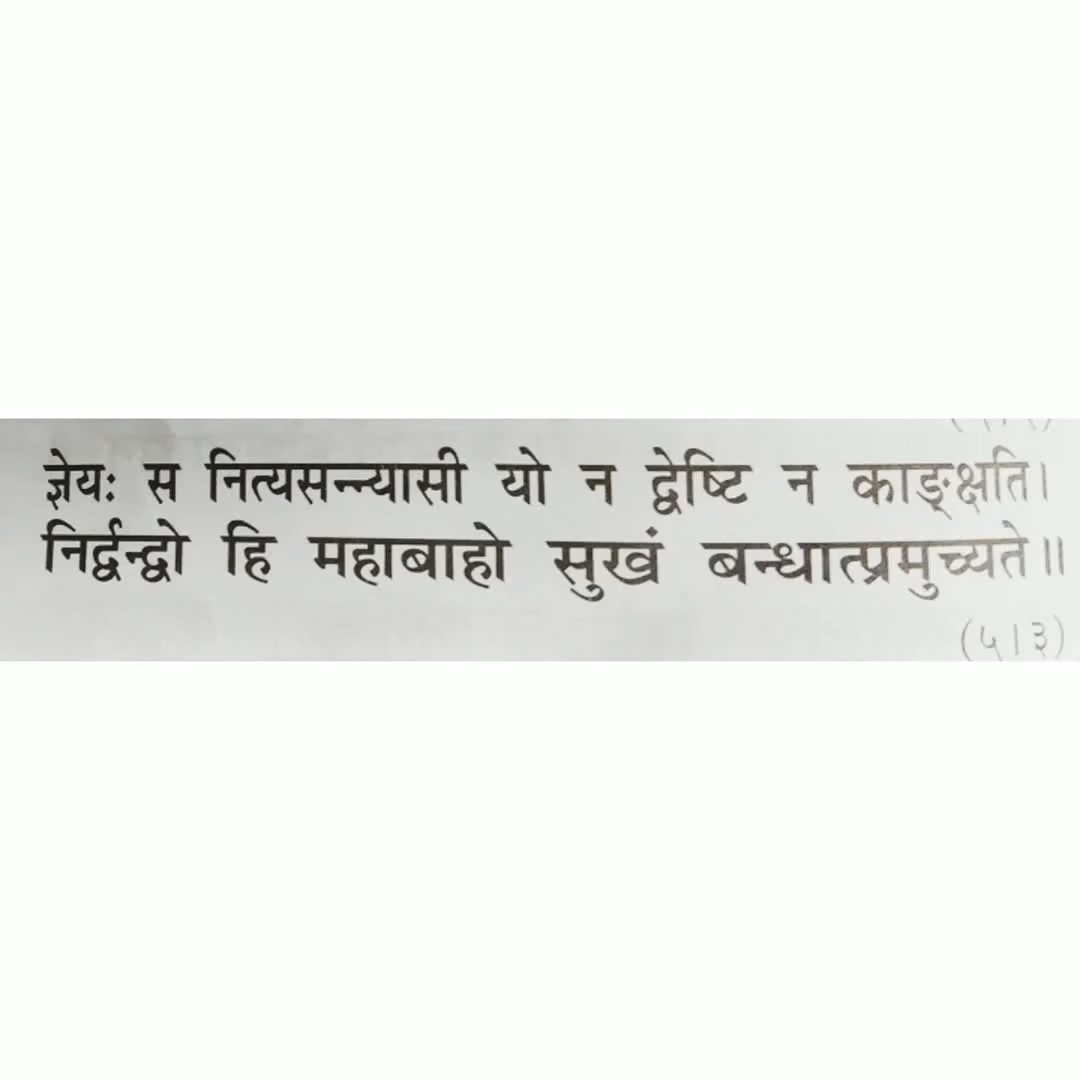 ज्ञेयः स नित्यसन्न्यासी यो न द्वेष्टि न काङ्क्षति।
निर्द्वन्द्वो हि महाबाहो सुखं बन्धात्प्रमुच्यते॥
(५।३)